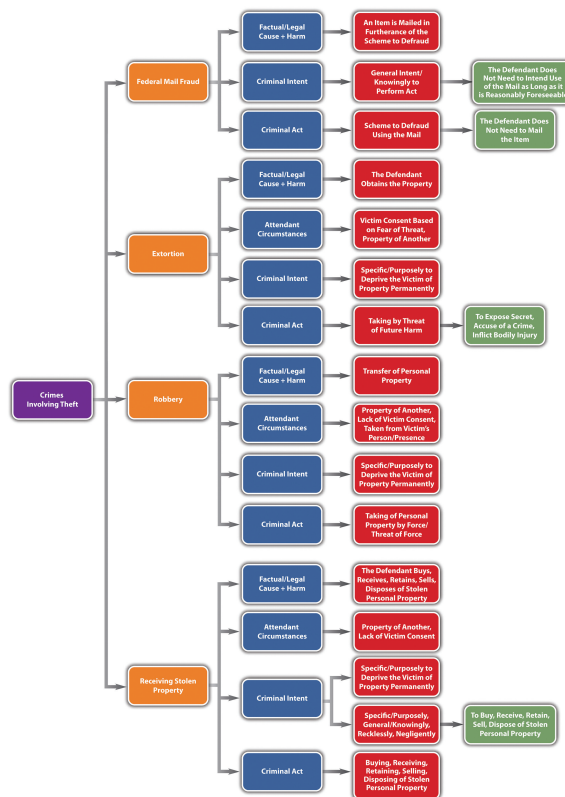 Factual/Legal
Cause + Harm
An Item is Mailed in
Furtherance of the
Scheme to Defraud
Federal Mail Fraud
Criminal Intent
General Intent/
Knowingly to
Perform Act
The Defendant Does
Not Need to Intend Use
of the Mail as Long as it
is Reasonably Foreseeable
Criminal Act
Scheme to Defraud
Using the Mail
The Defendant Does
Not Need to Mail
the Item
Factual/Legal
Cause + Harm
The Defendant
Obtains the Property
Attendant
Circumstances
Victim Consent Based
on Fear of Threat,
Property of Another
Extortion
Criminal Intent
Specific/Purposely to
Deprive the Victim of
Property Permanently
Criminal Act
Taking by Threat
of Future Harm
To Expose Secret,
Accuse of a Crime,
Inflict Bodily Injury
Crimes
Involving Theft
Factual/Legal
Cause + Harm
Transfer of Personal
Property
Robbery
Attendant
Circumstances
Property of Another,
Lack of Victim Consent,
Taken from Victim's
Person/Presence
Criminal Intent
Specific/Purposely to
Deprive the Victim of
Property Permanently
Criminal Act
Taking of Personal
Property by Force/
Threat of Force
Factual/Legal
Cause + Harm
The Defendant Buys,
Receives, Retains, Sells,
Disposes of Stolen
Personal Property
Attendant
Circumstances
Property of Another,
Lack of Victim Consent
Receiving Stolen
Property
Criminal Intent
Specific/Purposely to
Deprive the Victim of
Property Permanently
Specific/Purposely,
General/Knowingly,
Recklessly, Negligently
To Buy, Receive, Retain,
Sell, Dispose of Stolen
Personal Property
Criminal Act
Buying, Receiving,
Retaining, Selling,
Disposing of Stolen
Personal Property